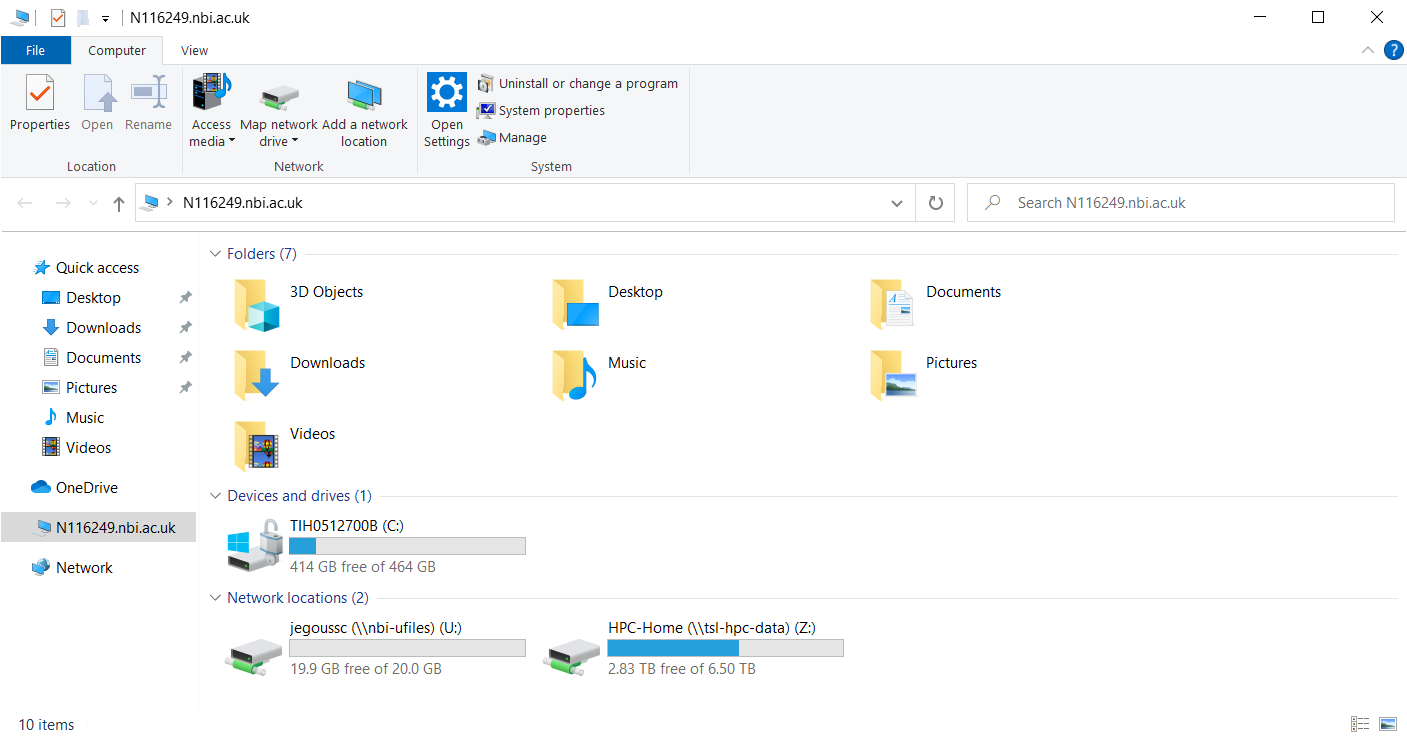 N116249.nbi.ac.uk
File Computer View
Properties Open Rename Access media Map network drive Add a network location Open Settings Uninstall or change a program
System properties
Manage
Location Network System
N116249.nbi.ac.uk Search N116249.nbi.ac.uk
Quick access
Desktop
Downloads
Documents
Pictures
Music
Videos
OneDrive
N116249.nbi.ac.uk
Network
Folders (7)
3D Objects Desktop Documents
Downloads Music Pictures
Videos
Devices and drives (1)
TIH0512700B (C:)
414 GB free of 464 GB
Network locations (2)
jegoussc (\\nbi-ufiles) (U:) HPC-Home (\\tsl-hpc-data) (Z:)
19.9 GB free of 20.0 GB 2.83 TB free of 6.50 TB
10 items